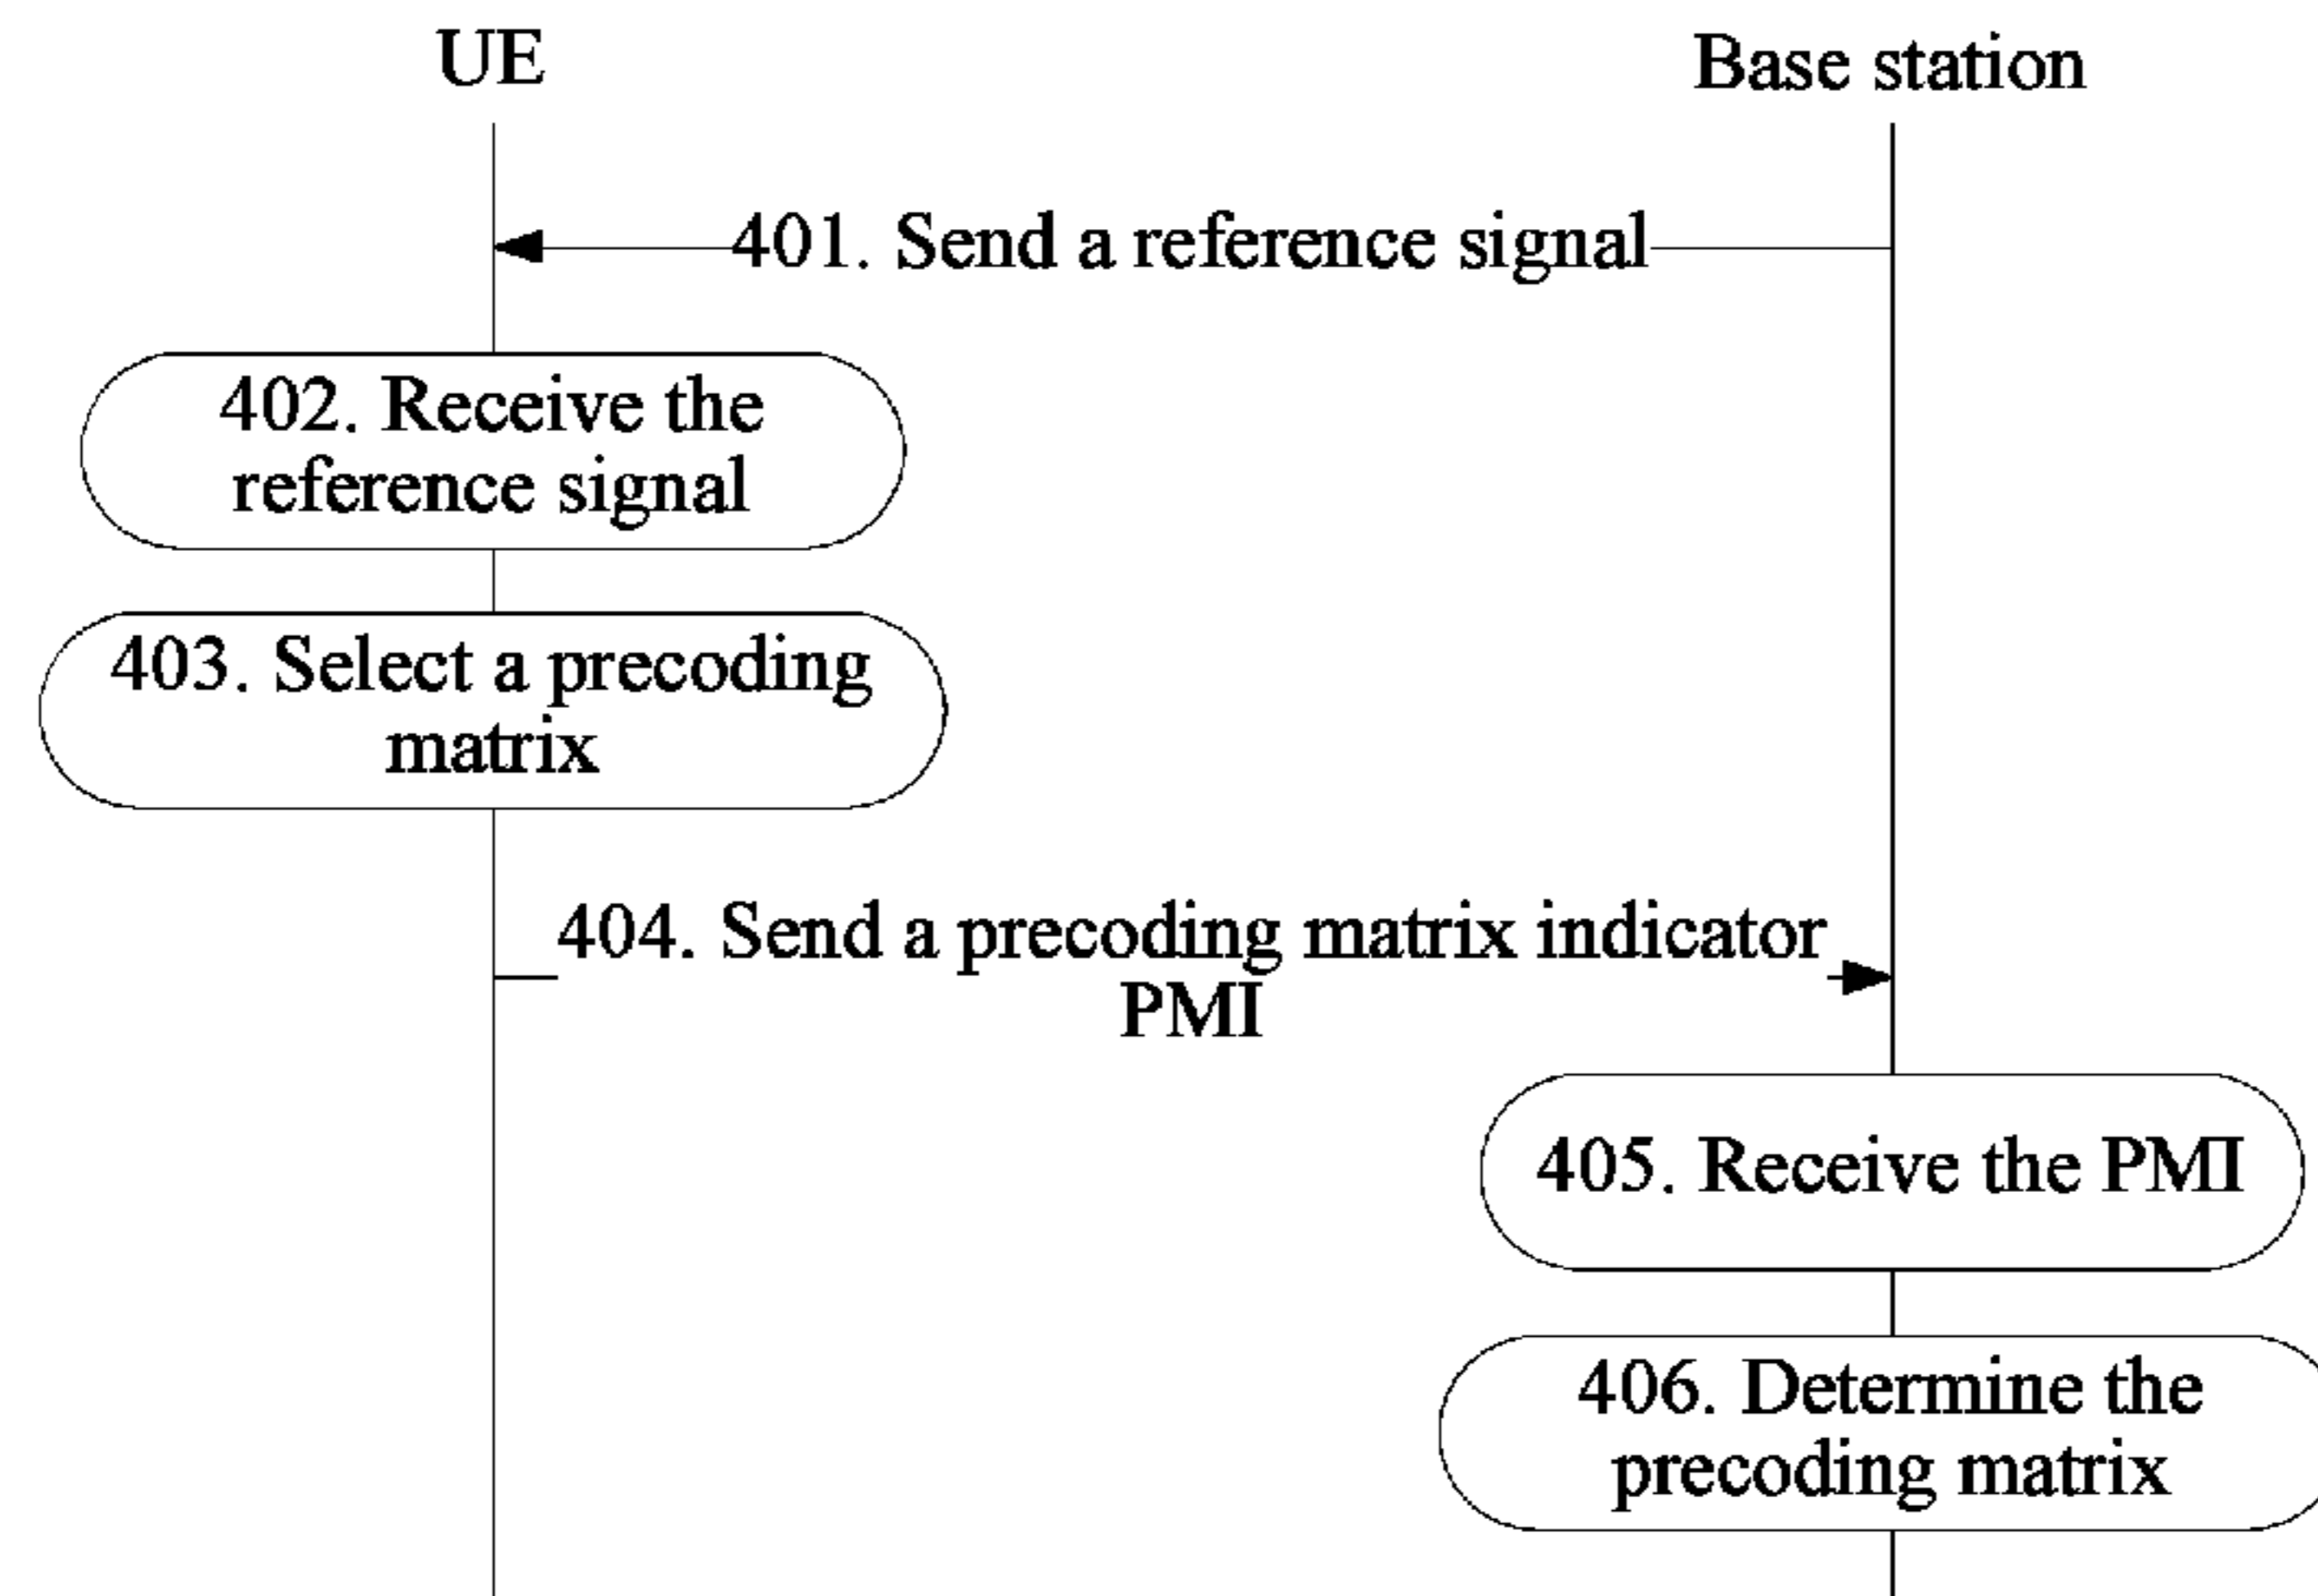 UE
Base station
401. Send a reference signal
402. Receive the
reference signal
403. Select a precoding
matrix
404. Send a precoding matrix indicator
PMI
405. Receive the PMI
406. Determine the
precoding matrix